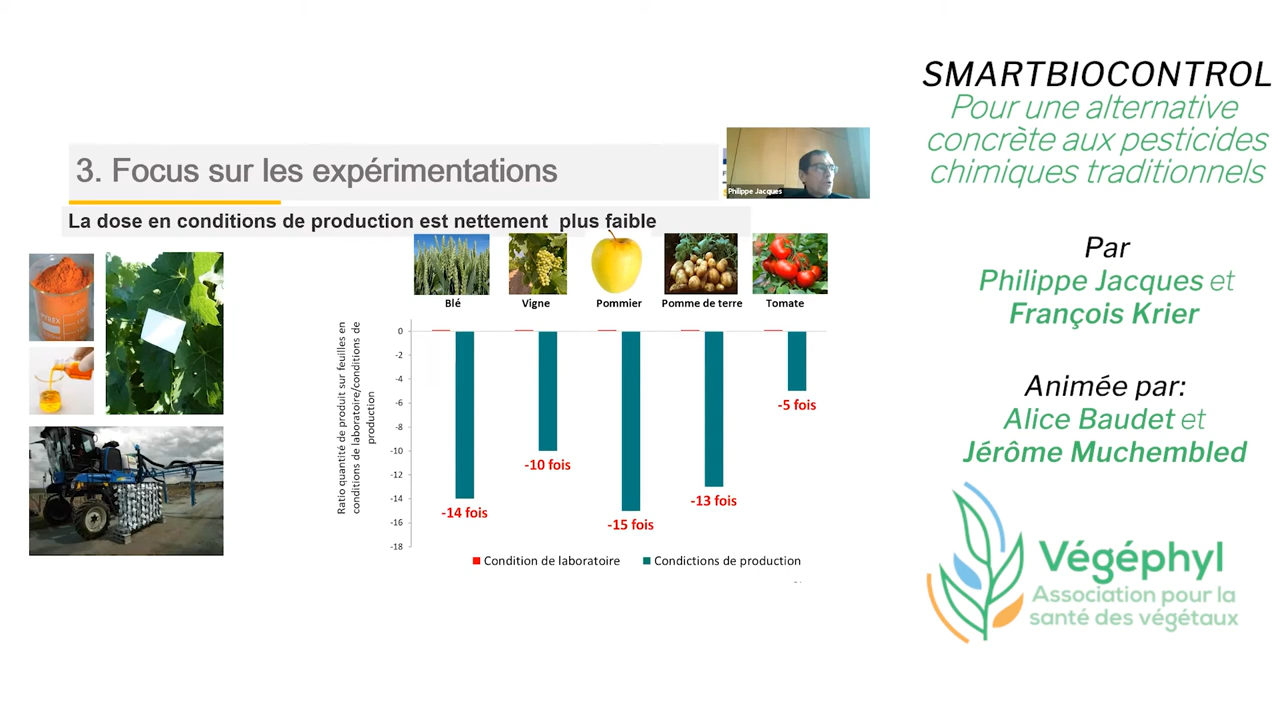 3. Focus sur les expérimentations
La dose en conditions de production est nettement plus faible
Philippe Jacques
PYREX
Blé
Vigne
Pommier
Pomme de terre
Tomate
Ratio quantité de produit sur feuilles en
conditions de laboratoire/conditions de
production
0
-2
-4
-6
-8
-10
-12
-14
-16
-18
-14 fois
-10 fois
-15 fois
-13 fois
-5 fois
Condition de laboratoire
Condictions de production
SMARTBIOCONTROL
Pour une alternative
concrète aux pesticides
chimiques traditionnels
Par
Philippe Jacques et
François Krier
Animée par:
Alice Baudet et
Jérôme Muchembled
Végéphyl
Association pour la
santé des végétaux